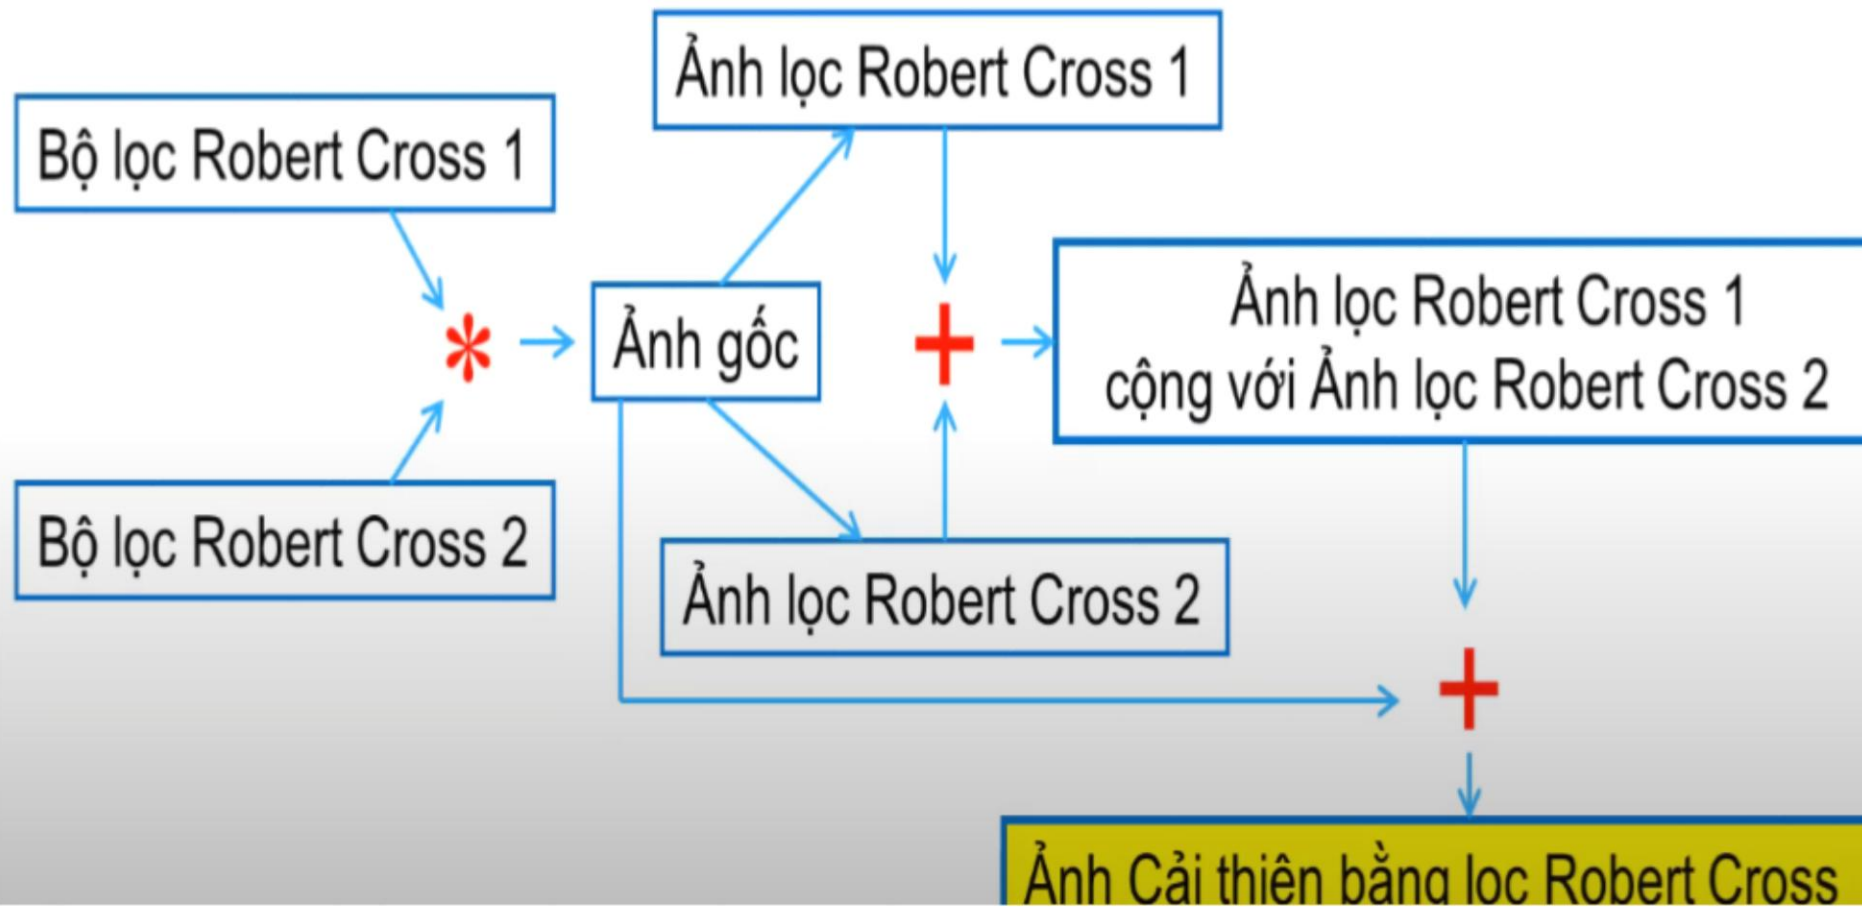 Ảnh lọc Robert Cross 1
Bộ lọc Robert Cross 1
*
Ảnh gốc
+
Ảnh lọc Robert Cross 1
cộng với Ảnh lọc Robert Cross 2
Bộ lọc Robert Cross 2
Ảnh lọc Robert Cross 2
+
Ảnh Cải thiện bằng lọc Robert Cross